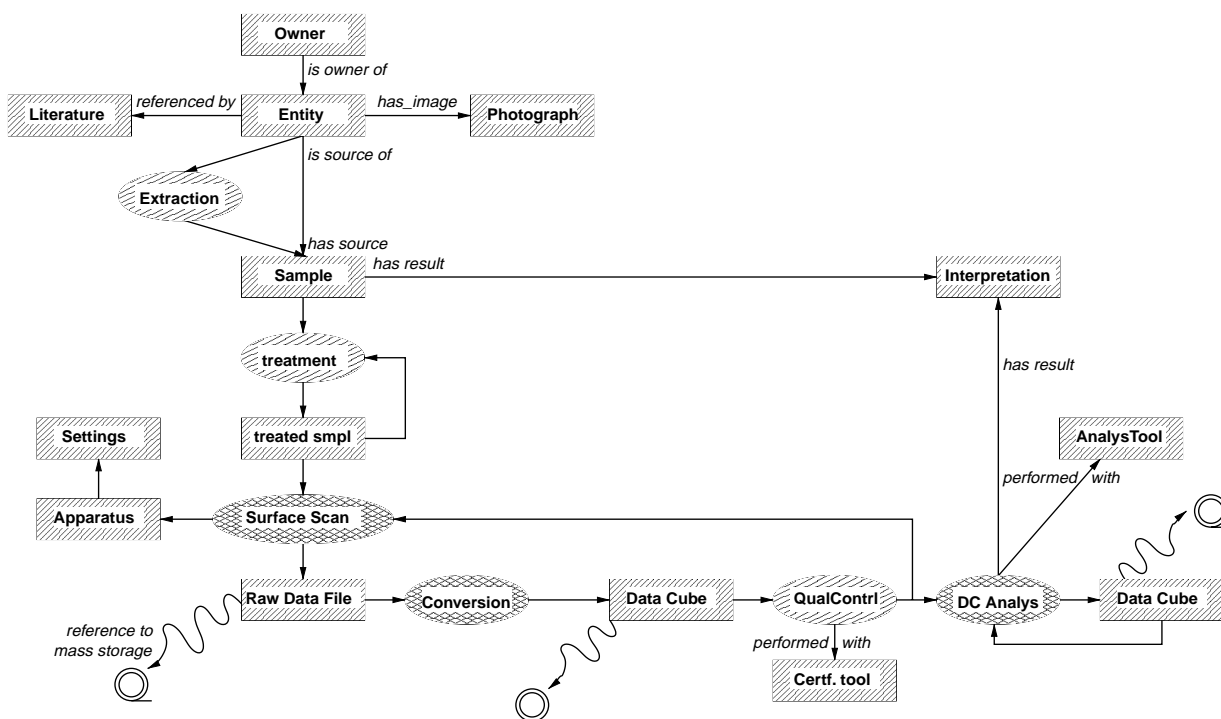 Owner
is owner of
referenced by
has_image
Literature
Entity
Photograph
is source of
Extraction
has source
has result
Sample
Interpretation
treatment
has result
Settings
treated smpl
AnalysTool
performed with
Apparatus
Surface Scan
Raw Data File
Conversion
Data Cube
QualContrl
DC Analys
Data Cube
reference to
mass storage
performed with
Certf. tool